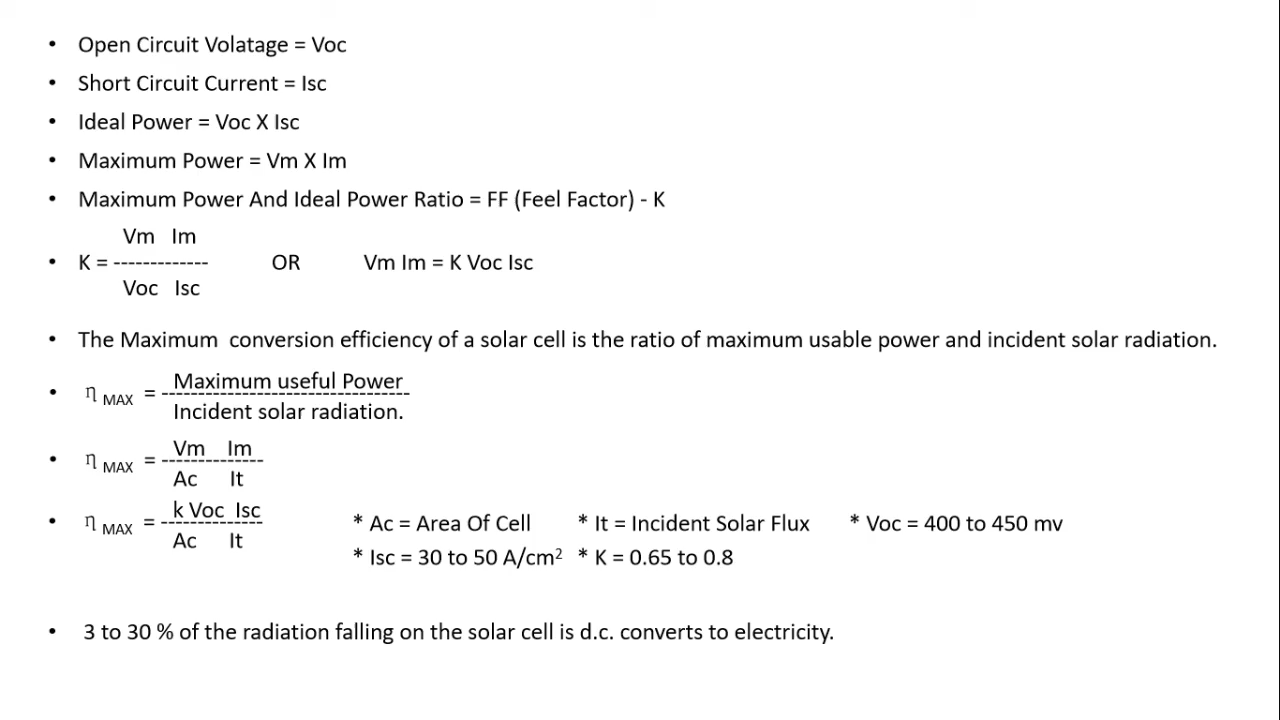 • Open Circuit Volatage = Voc
• Short Circuit Current = Isc
• Ideal Power = Voc X Isc
• Maximum Power = Vm X Im
• Maximum Power And Ideal Power Ratio = FF (Feel Factor) - K
Vm Im
• K = ------------- OR Vm Im = K Voc Isc
Voc Isc
• The Maximum conversion efficiency of a solar cell is the ratio of maximum usable power and incident solar radiation.
Maximum useful Power
• η MAX = ----------------------------------
Incident solar radiation.
Vm Im
• η MAX = --------------
Ac It
k Voc Isc
• η MAX = -------------- * Ac = Area Of Cell * It = Incident Solar Flux * Voc = 400 to 450 mv
Ac It
* Isc = 30 to 50 A/cm² * K = 0.65 to 0.8
• 3 to 30 % of the radiation falling on the solar cell is d.c. converts to electricity.